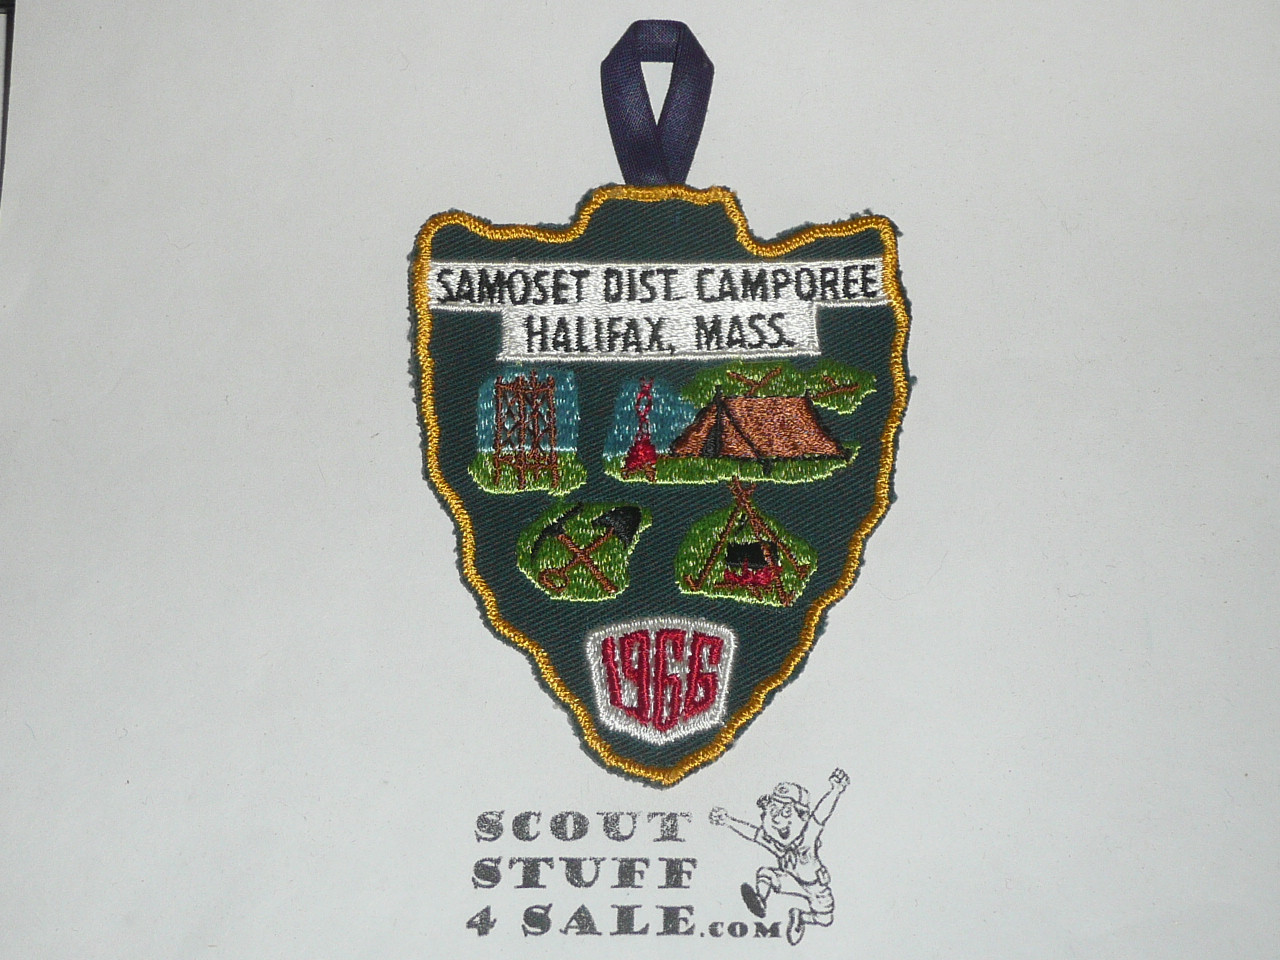 SAMOSET DIST. CAMPOREE
HALIFAX, MASS.
1966
SCOUT
STUFF
4 SALE.COM